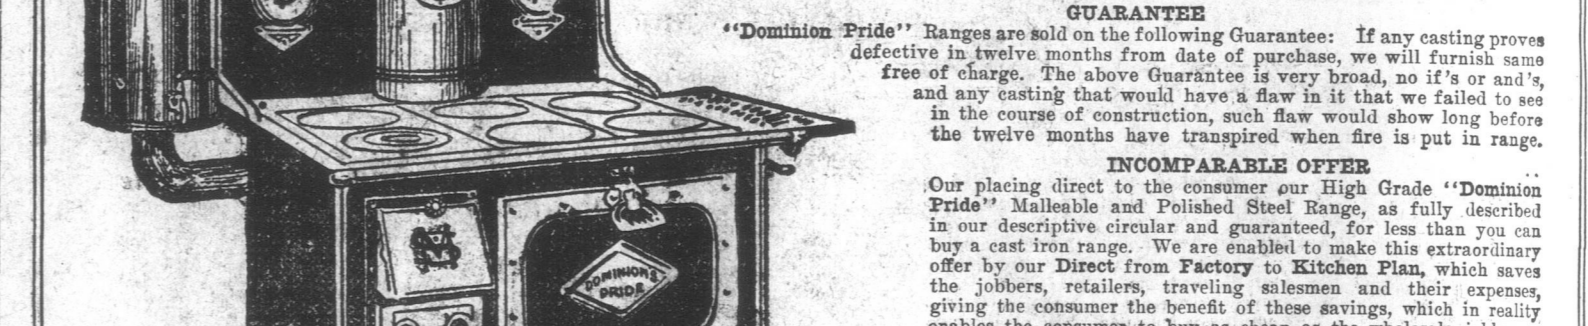 GUARANTEE
"Dominion Pride" Ranges are sold on the following Guarantee: If any casting proves
defective in twelve months from date of purchase, we will furnish same
free of charge. The above Guarantee is very broad, no if's or and's,
and any casting that would have a flaw in it that we failed to see
in the course of construction, such flaw would show long before
the twelve months have transpired when fire is put in range.
INCOMPARABLE OFFER
Our placing direct to the consumer our High Grade "Dominion
Pride" Malleable and Polished Steel Range, as fully described
in our descriptive circular and guaranteed, for less than you can
buy a cast iron range. We are enabled to make this extraordinary
offer by our Direct from Factory to Kitchen Plan, which saves
the jobbers, retailers, traveling salesmen and their expenses,
giving the consumer the benefit of these savings, which in reality
DOMINION
PRIDE